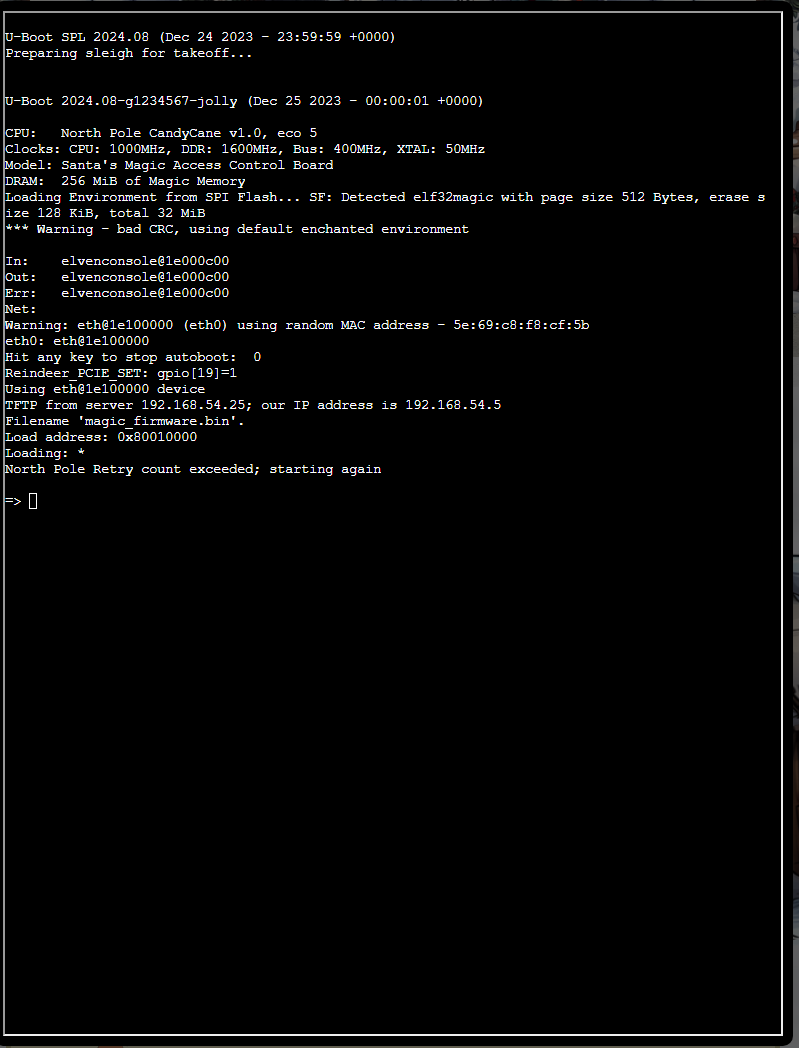 U-Boot SPL 2024.08 (Dec 24 2023 - 23:59:59 +0000)
Preparing sleigh for takeoff...
U-Boot 2024.08-g1234567-jolly (Dec 25 2023 - 00:00:01 +0000)
CPU:   North Pole CandyCane v1.0, eco 5
Clocks: CPU: 1000MHz, DDR: 1600MHz, Bus: 400MHz, XTAL: 50MHz
Model: Santa's Magic Access Control Board
DRAM:  256 MiB of Magic Memory
Loading Environment from SPI Flash... SF: Detected elf32magic with page size 512 Bytes, erase s
ize 128 KiB, total 32 MiB
*** Warning - bad CRC, using default enchanted environment
In:    elvenconsole@1e000c00
Out:   elvenconsole@1e000c00
Err:   elvenconsole@1e000c00
Net:
Warning: eth@1e100000 (eth0) using random MAC address - 5e:69:c8:f8:cf:5b
eth0: eth@1e100000
Hit any key to stop autoboot:  0
Reindeer_PCIE_SET: gpio[19]=1
Using eth@1e100000 device
TFTP from server 192.168.54.25; our IP address is 192.168.54.5
Filename 'magic_firmware.bin'.
Load address: 0x80010000
Loading: *
North Pole Retry count exceeded; starting again
=>